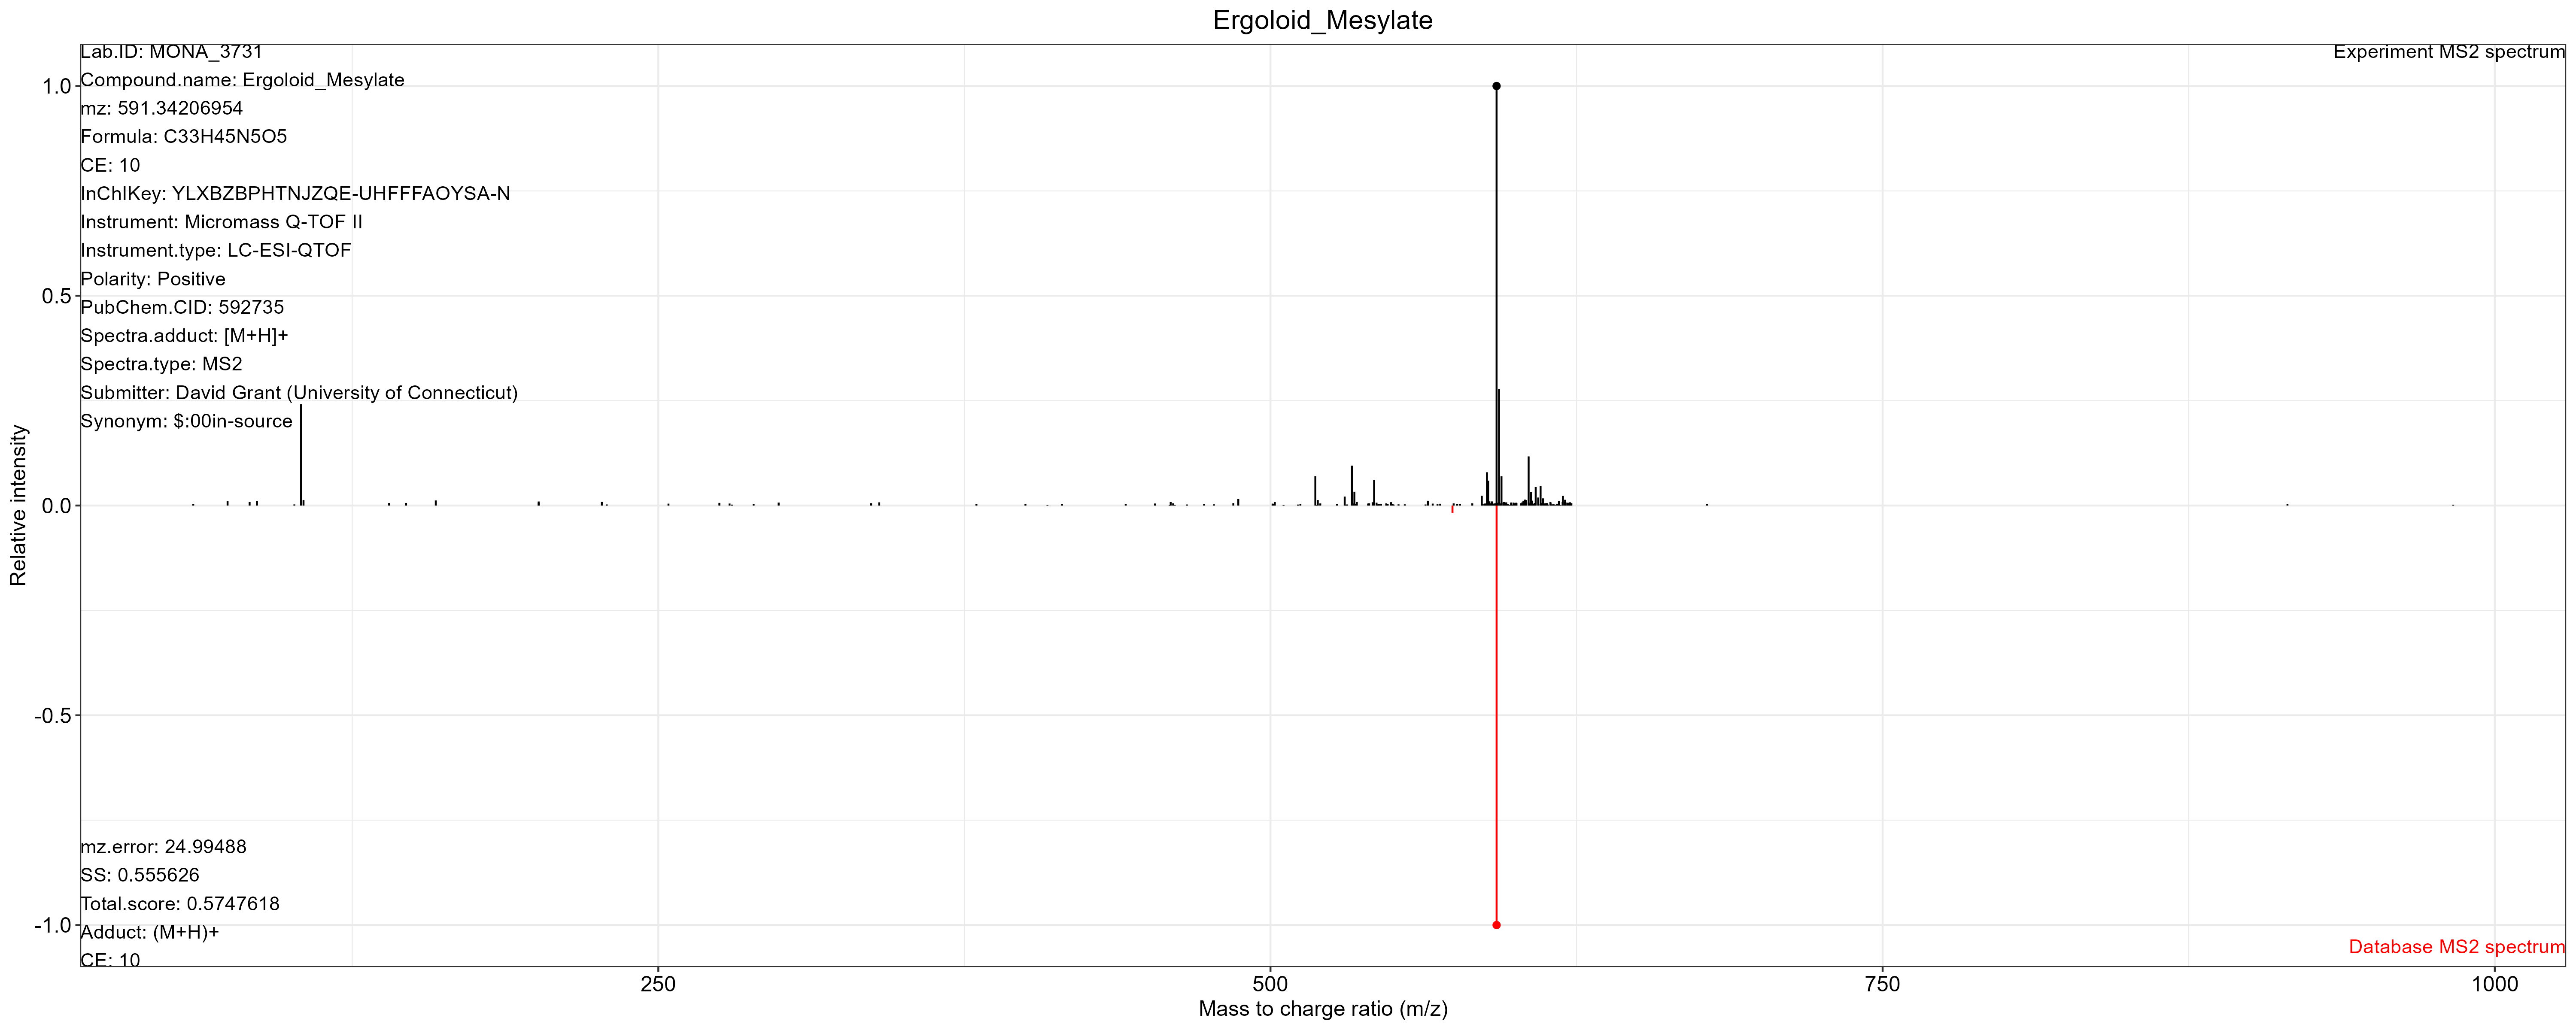 Ergoloid_Mesylate
Lab.ID: MONA_3731
Experiment MS2 spectrum
Compound.name: Ergoloid_Mesylate
mz: 591.34206954
Formula: C33H45N5O5
CE: 10
InChIKey: YLXBZBPHTNJZQE-UHFFFAOYSA-N
Instrument: Micromass Q-TOF II
Instrument.type: LC-ESI-QTOF
Polarity: Positive
PubChem.CID: 592735
Spectra.adduct: [M+H]+
Spectra.type: MS2
Submitter: David Grant (University of Connecticut)
Synonym: $:00in-source
1.0
0.5
0.0
-0.5
-1.0
Relative intensity
mz.error: 24.99488
SS: 0.555626
Total.score: 0.5747618
Adduct: (M+H)+
CE: 10
Database MS2 spectrum
250
500
750
1000
Mass to charge ratio (m/z)